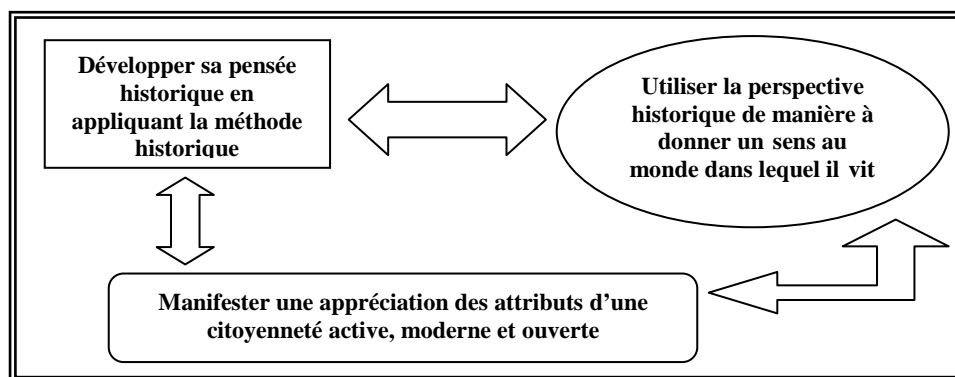 Développer sa pensée
historique en
appliquant la méthode
historique
Utiliser la perspective
historique de manière à
donner un sens au
monde dans lequel il vit
Manifester une appréciation des attributs d’une
citoyenneté active, moderne et ouverte